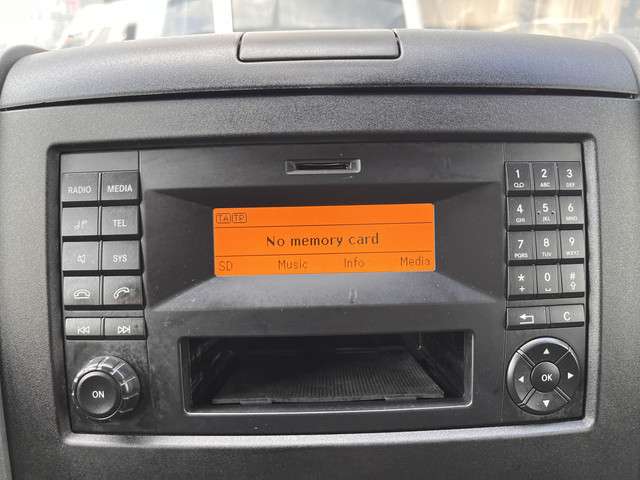 RADIO MEDIA
TEL
SYS
ON
TA TP
No memory card
SD Music Info Media
1 2 ABC 3 DEF
4 GHI 5 JKL 6 MNO
7 PQRS 8 TUV 9 WXYZ
* + 0 #
C
OK